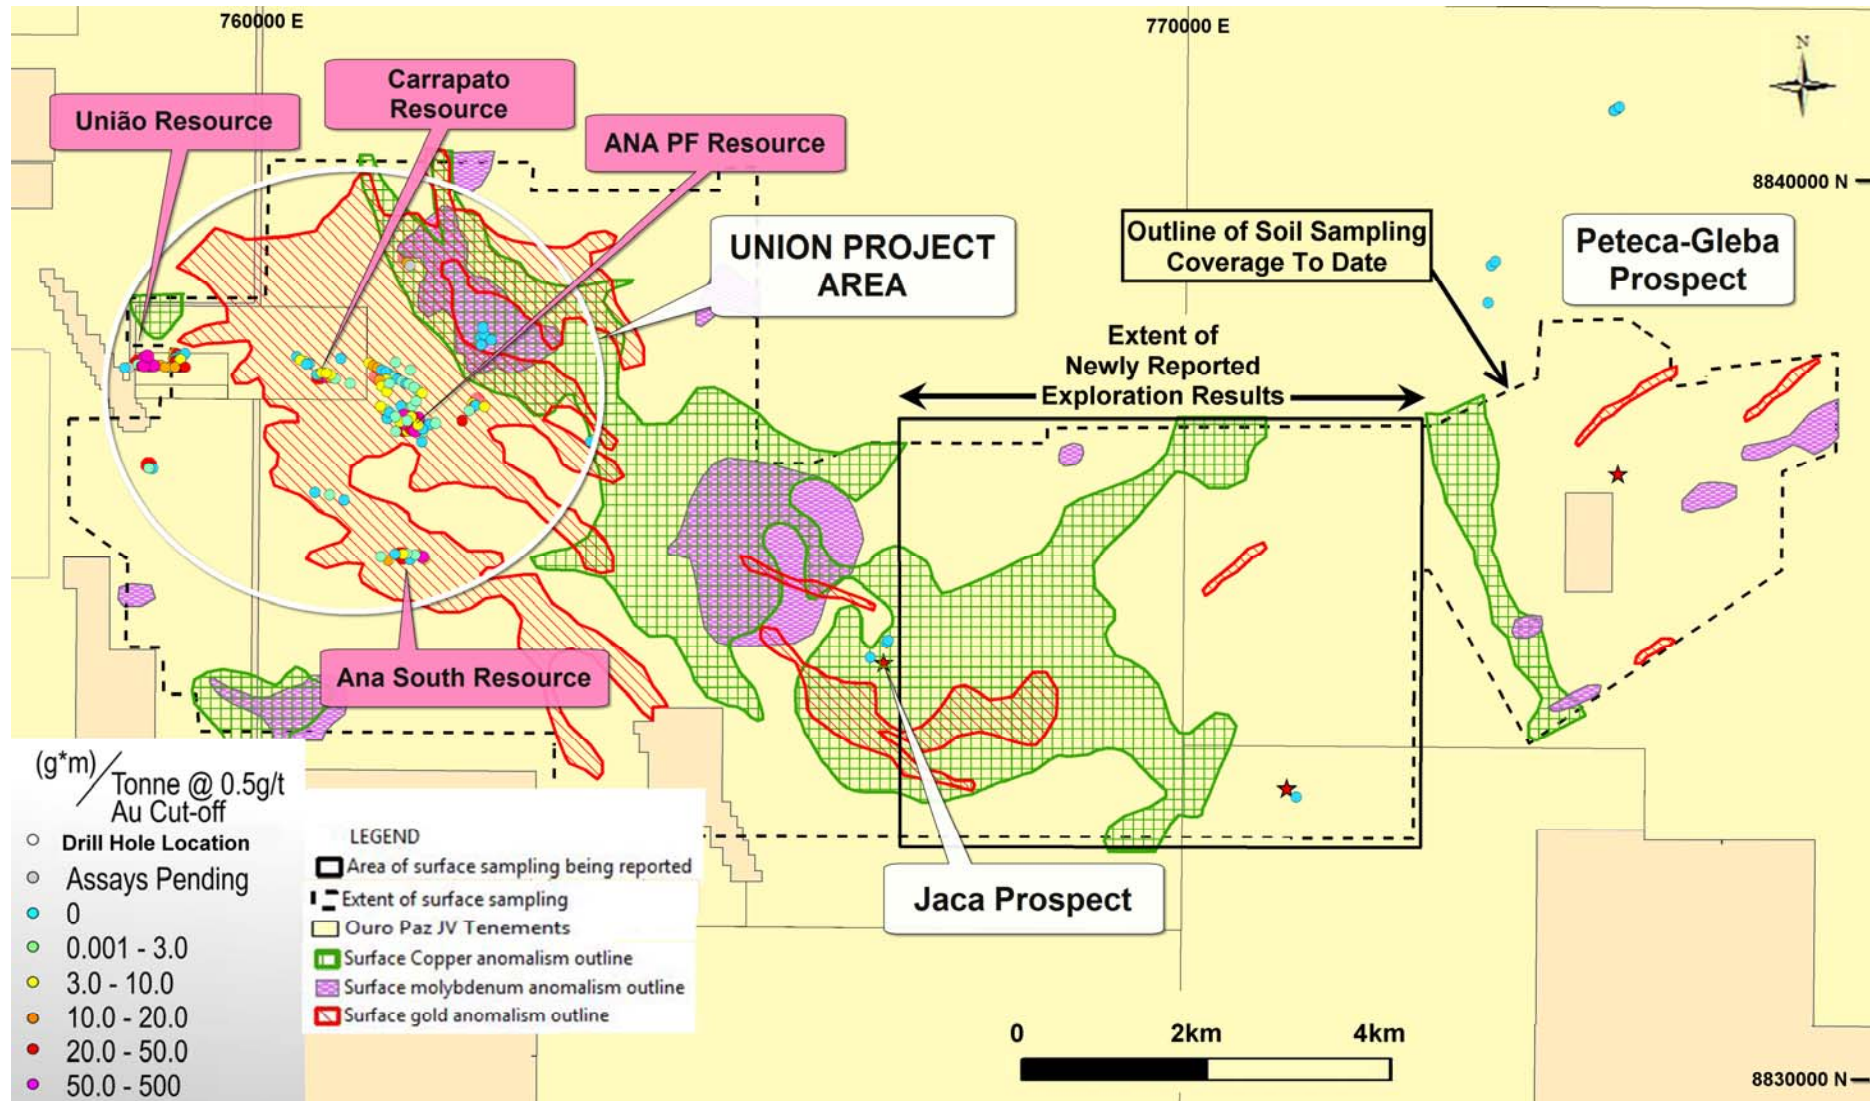 760000 E
770000 E
Carrapato
Resource
União Resource
ANA PF Resource
N
8840000 N
UNION PROJECT
AREA
Outline of Soil Sampling
Coverage To Date
Peteca-Gleba
Prospect
Extent of
Newly Reported
Exploration Results
Ana South Resource
Jaca Prospect
(g*m)/
Tonne @ 0.5g/t
Au Cut-off
Drill Hole Location
Assays Pending
0
0.001 - 3.0
3.0 - 10.0
10.0 - 20.0
20.0 - 50.0
50.0 - 500
LEGEND
Area of surface sampling being reported
Extent of surface sampling
Ouro Paz JV Tenements
Surface Copper anomalism outline
Surface molybdenum anomalism outline
Surface gold anomalism outline
0 2km 4km
8830000 N